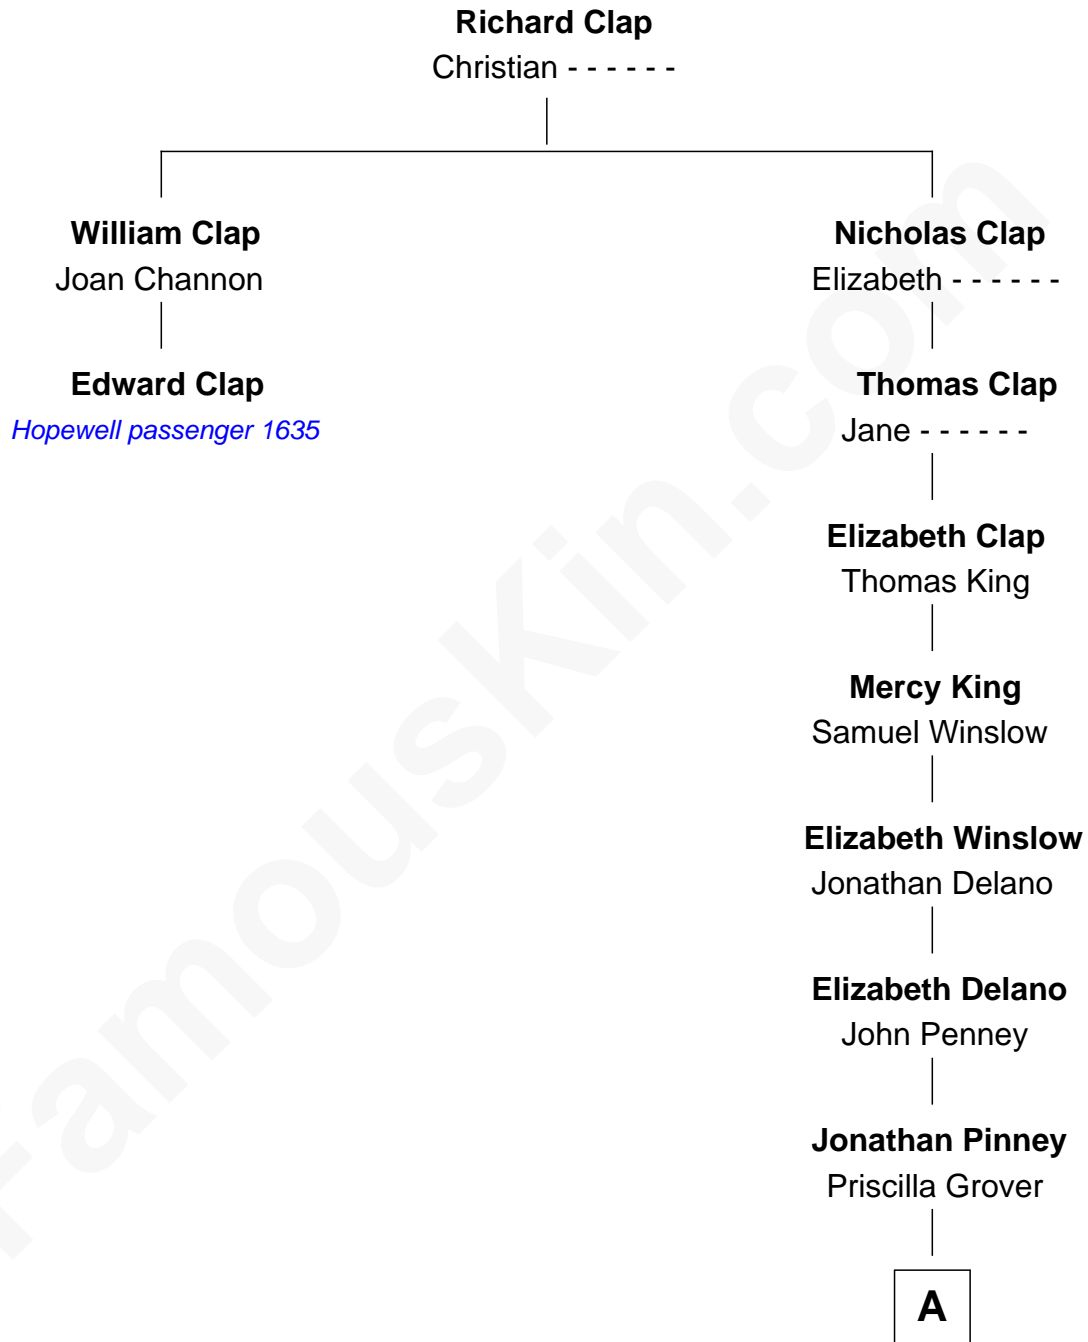 Richard Clap
Christian - - - - - -
William Clap
Joan Channon
Edward Clap
Hopewell passenger 1635
Nicholas Clap
Elizabeth - - - - - -
Thomas Clap
Jane - - - - - -
Elizabeth Clap
Thomas King
Mercy King
Samuel Winslow
Elizabeth Winslow
Jonathan Delano
Elizabeth Delano
John Penney
Jonathan Pinney
Priscilla Grover
A
FamousKin.com